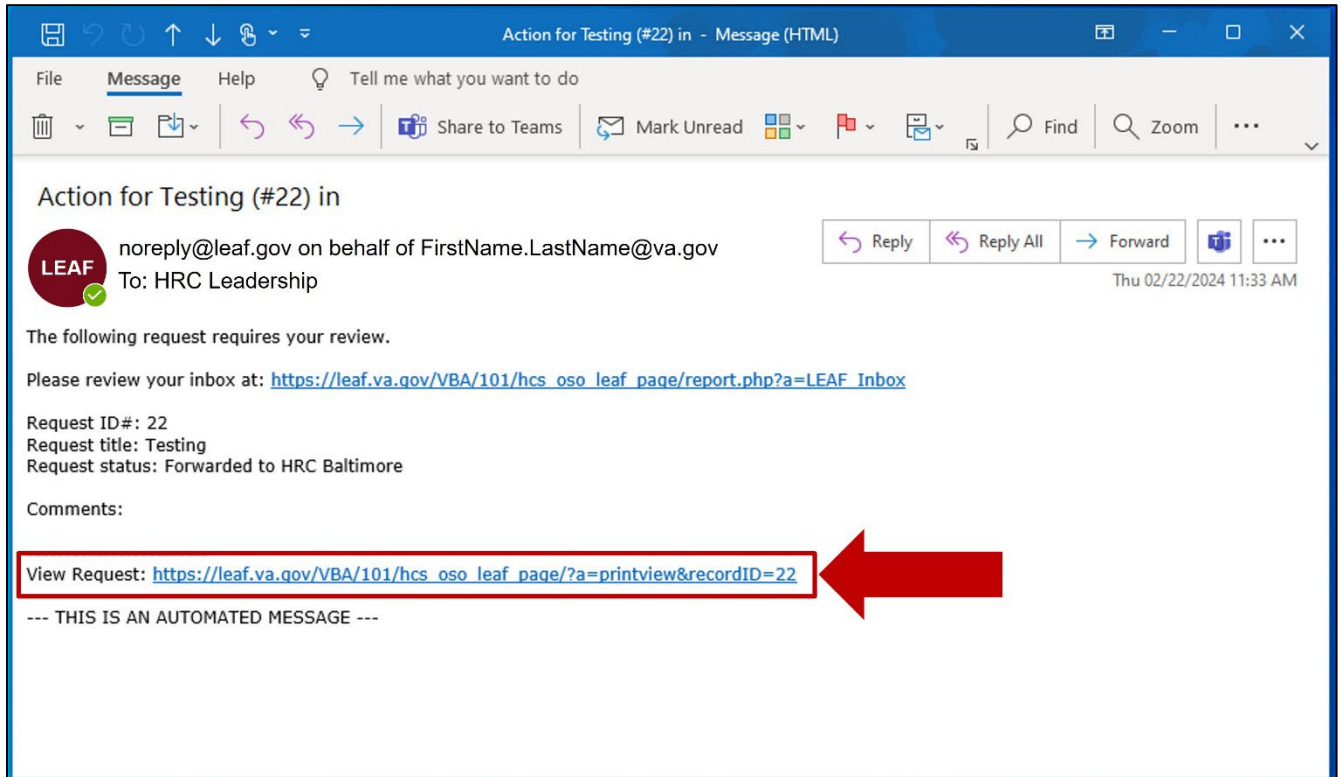 Action for Testing (#22) in - Message (HTML)
File Message Help Tell me what you want to do
Share to Teams Mark Unread Find Zoom
Action for Testing (#22) in
LEAF
noreply@leaf.gov on behalf of FirstName.LastName@va.gov
To: HRC Leadership
Reply Reply All Forward
Thu 02/22/2024 11:33 AM
The following request requires your review.
Please review your inbox at: https://leaf.va.gov/VBA/101/hcs_oso_leaf_page/report.php?a=LEAF_Inbox
Request ID#: 22
Request title: Testing
Request status: Forwarded to HRC Baltimore
Comments:
View Request: https://leaf.va.gov/VBA/101/hcs_oso_leaf_page/?a=printview&recordID=22
--- THIS IS AN AUTOMATED MESSAGE ---